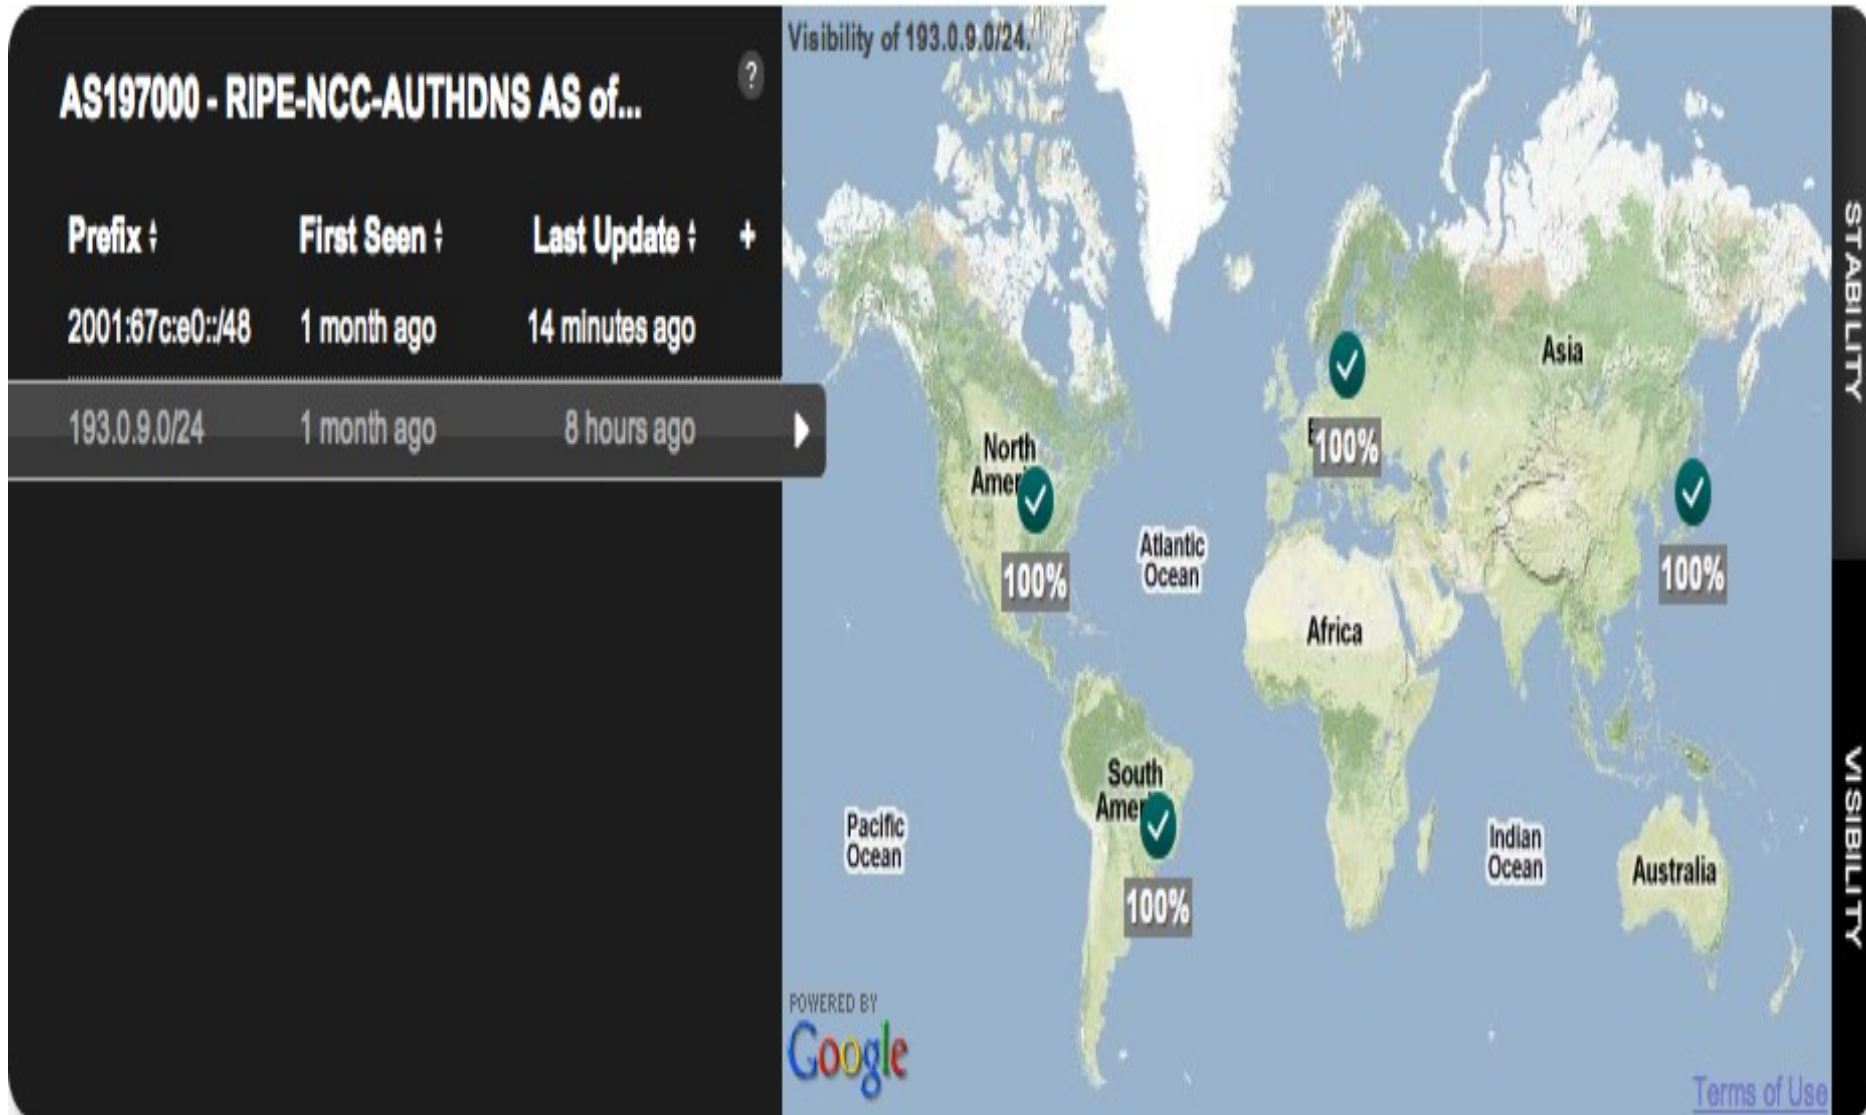 AS197000 - RIPE-NCC-AUTHDNS AS of...
?
Prefix First Seen Last Update +
2001:67c:e0::/48 1 month ago 14 minutes ago
193.0.9.0/24 1 month ago 8 hours ago
Visibility of 193.0.9.0/24.
Asia
100%
North
100%
100%
Atlantic
Ocean
100%
Africa
South
100%
Pacific
Ocean
Indian
Ocean
Australia
POWERED BY
Google
Terms of Use
STABILITY
VISIBILITY